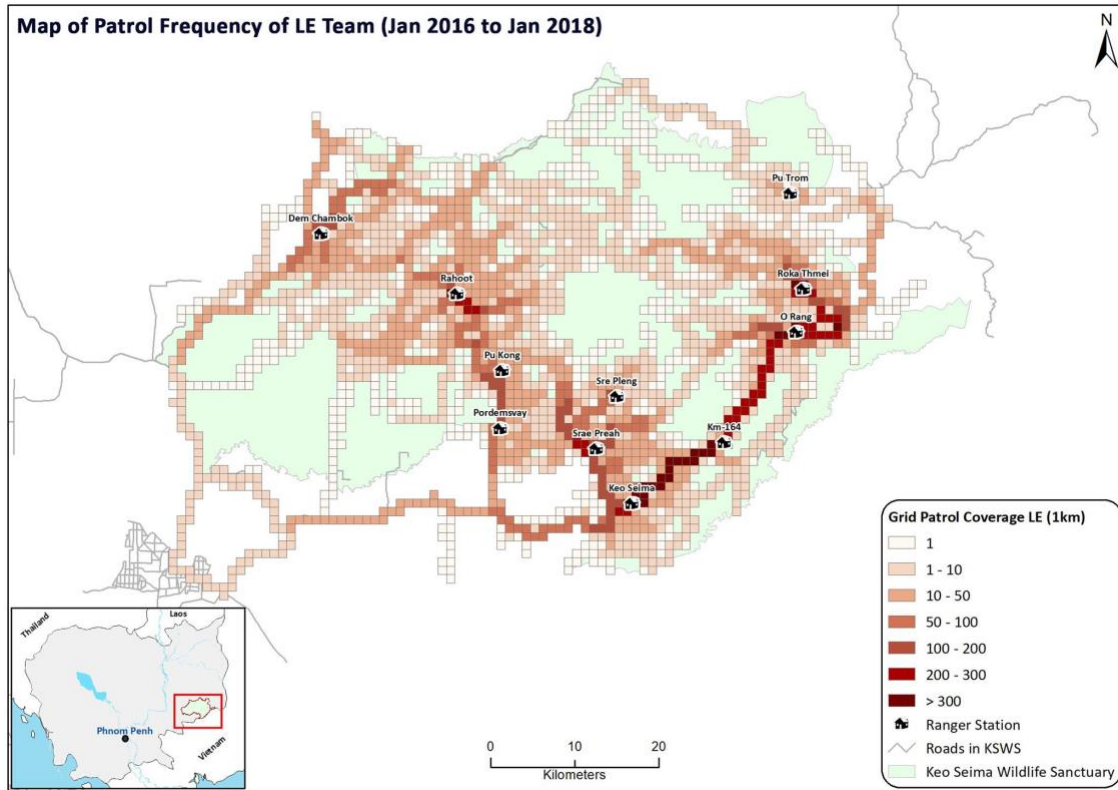 Map of Patrol Frequency of LE Team (Jan 2016 to Jan 2018)
N
Pu Trom
Dem Chambok
Roka Thmei
Rahoot
O Rang
Pu Kong
Sre Pleng
Pordemsvay
Srae Preah
Km-164
Keo Seima
Grid Patrol Coverage LE (1km)
1
1 - 10
10 - 50
50 - 100
100 - 200
200 - 300
> 300
Ranger Station
Roads in KSWS
Keo Seima Wildlife Sanctuary
Thailand
Laos
Phnom Penh
Vietnam
0 10 20
Kilometers